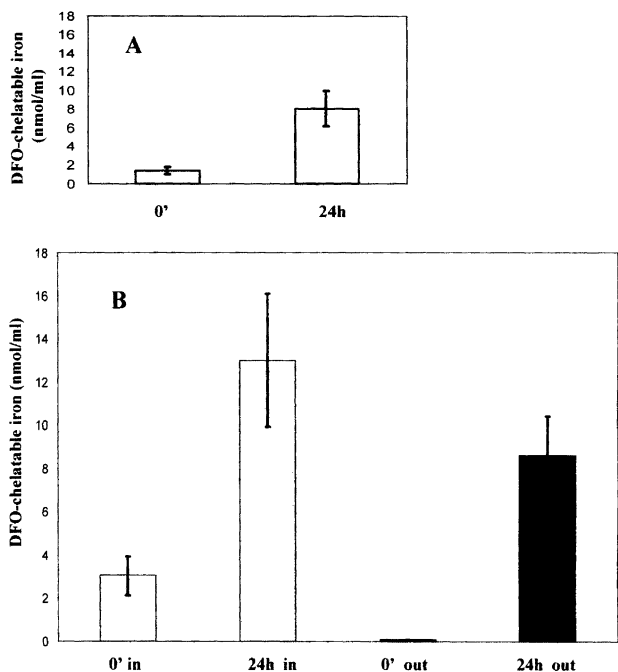 18
16
14
12
10
8
6
4
2
0
DFO-chelatable iron
(nmol/ml)
A
0' 24h
18
16
14
12
10
8
6
4
2
0
DFO-chelatable iron (nmol/ml)
B
0' in 24h in 0' out 24h out